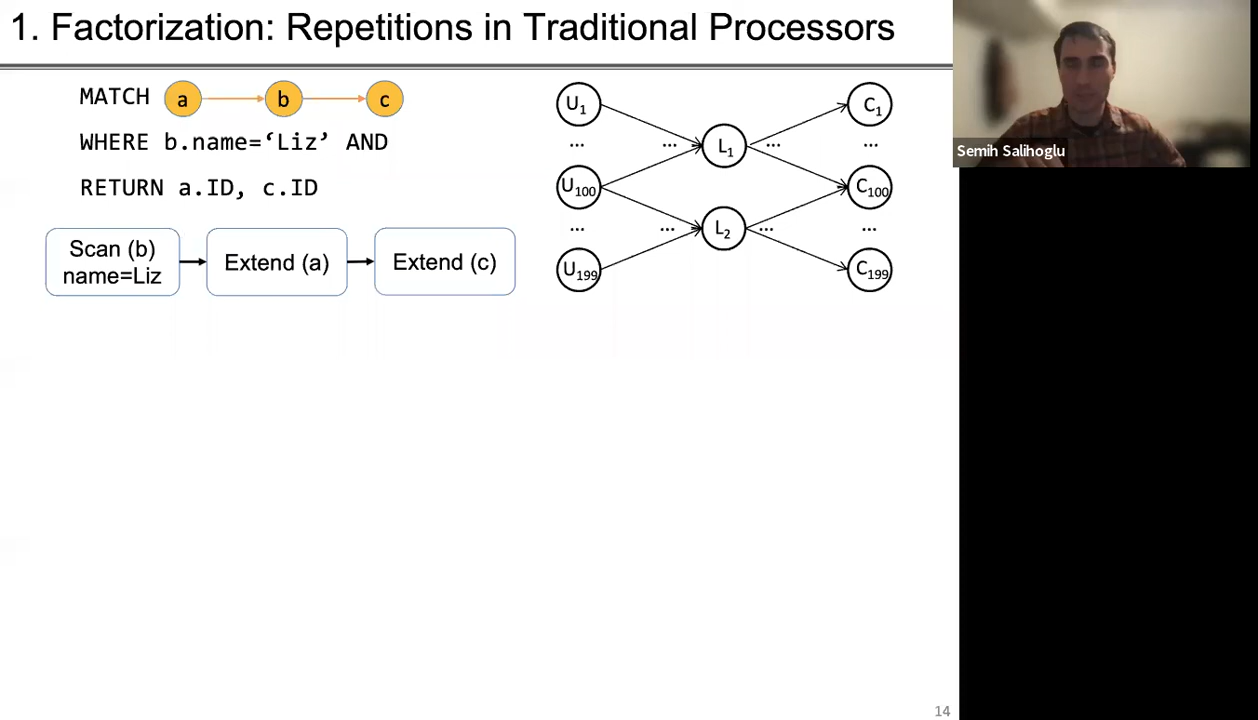 1. Factorization: Repetitions in Traditional Processors
MATCH a b c
WHERE b.name=‘Liz’ AND
RETURN a.ID, c.ID
Scan (b)
name=Liz
Extend (a)
Extend (c)
U1
...
U100
...
U199
...
L1
...
...
L2
...
C1
...
C100
...
C199
Semih Salihoglu
14